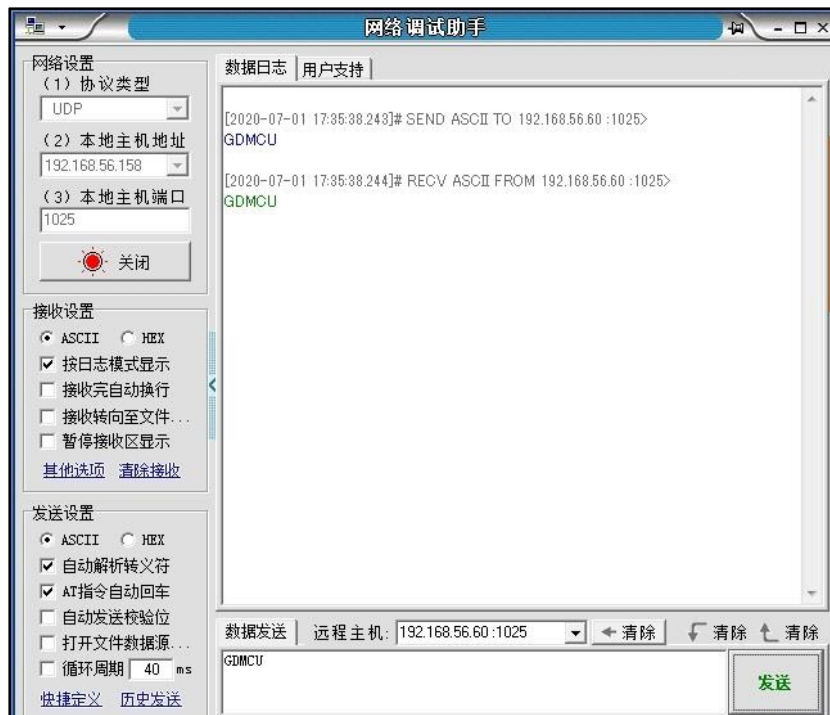 网络调试助手
网络设置
（1）协议类型
UDP
（2）本地主机地址
192.168.56.158
（3）本地主机端口
1025
关闭
接收设置
ASCII HEX
按日志模式显示
接收完自动换行
接收转向至文件...
暂停接收区显示
其他选项 清除接收
发送设置
ASCII HEX
自动解析转义符
AT指令自动回车
自动发送校验位
打开文件数据源...
循环周期 40 ms
快捷定义 历史发送
数据日志 用户支持
[2020-07-01 17:35:38.243]# SEND ASCII TO 192.168.56.60 :1025>
GDMCU
[2020-07-01 17:35:38.244]# RECV ASCII FROM 192.168.56.60 :1025>
GDMCU
数据发送 远程主机: 192.168.56.60 :1025 清除 清除 清除
GDMCU
发送